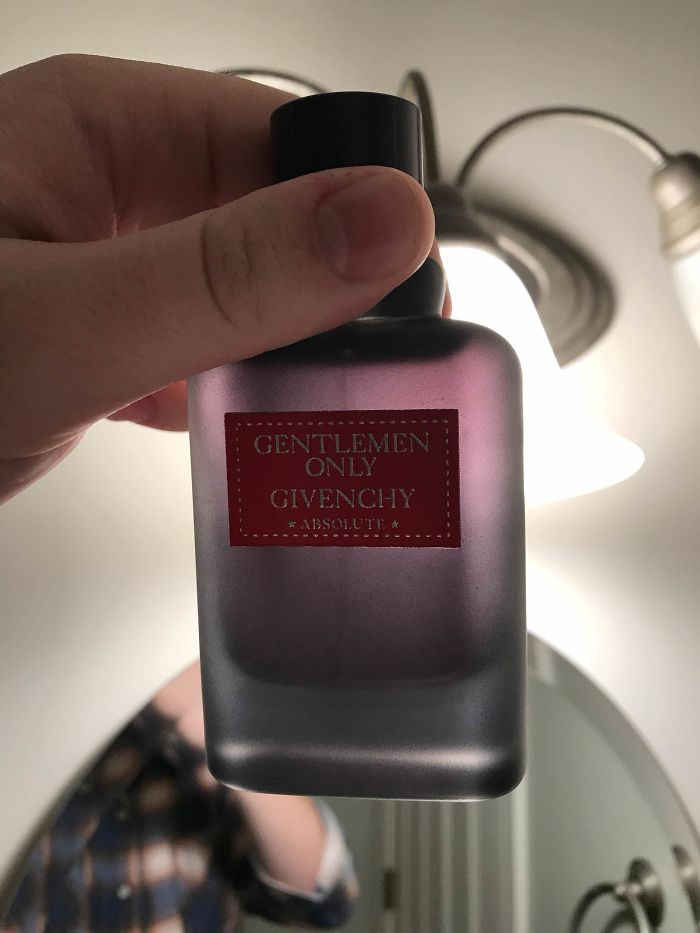 GENTLEMEN
ONLY
GIVENCHY
★ ABSOLUTE ★